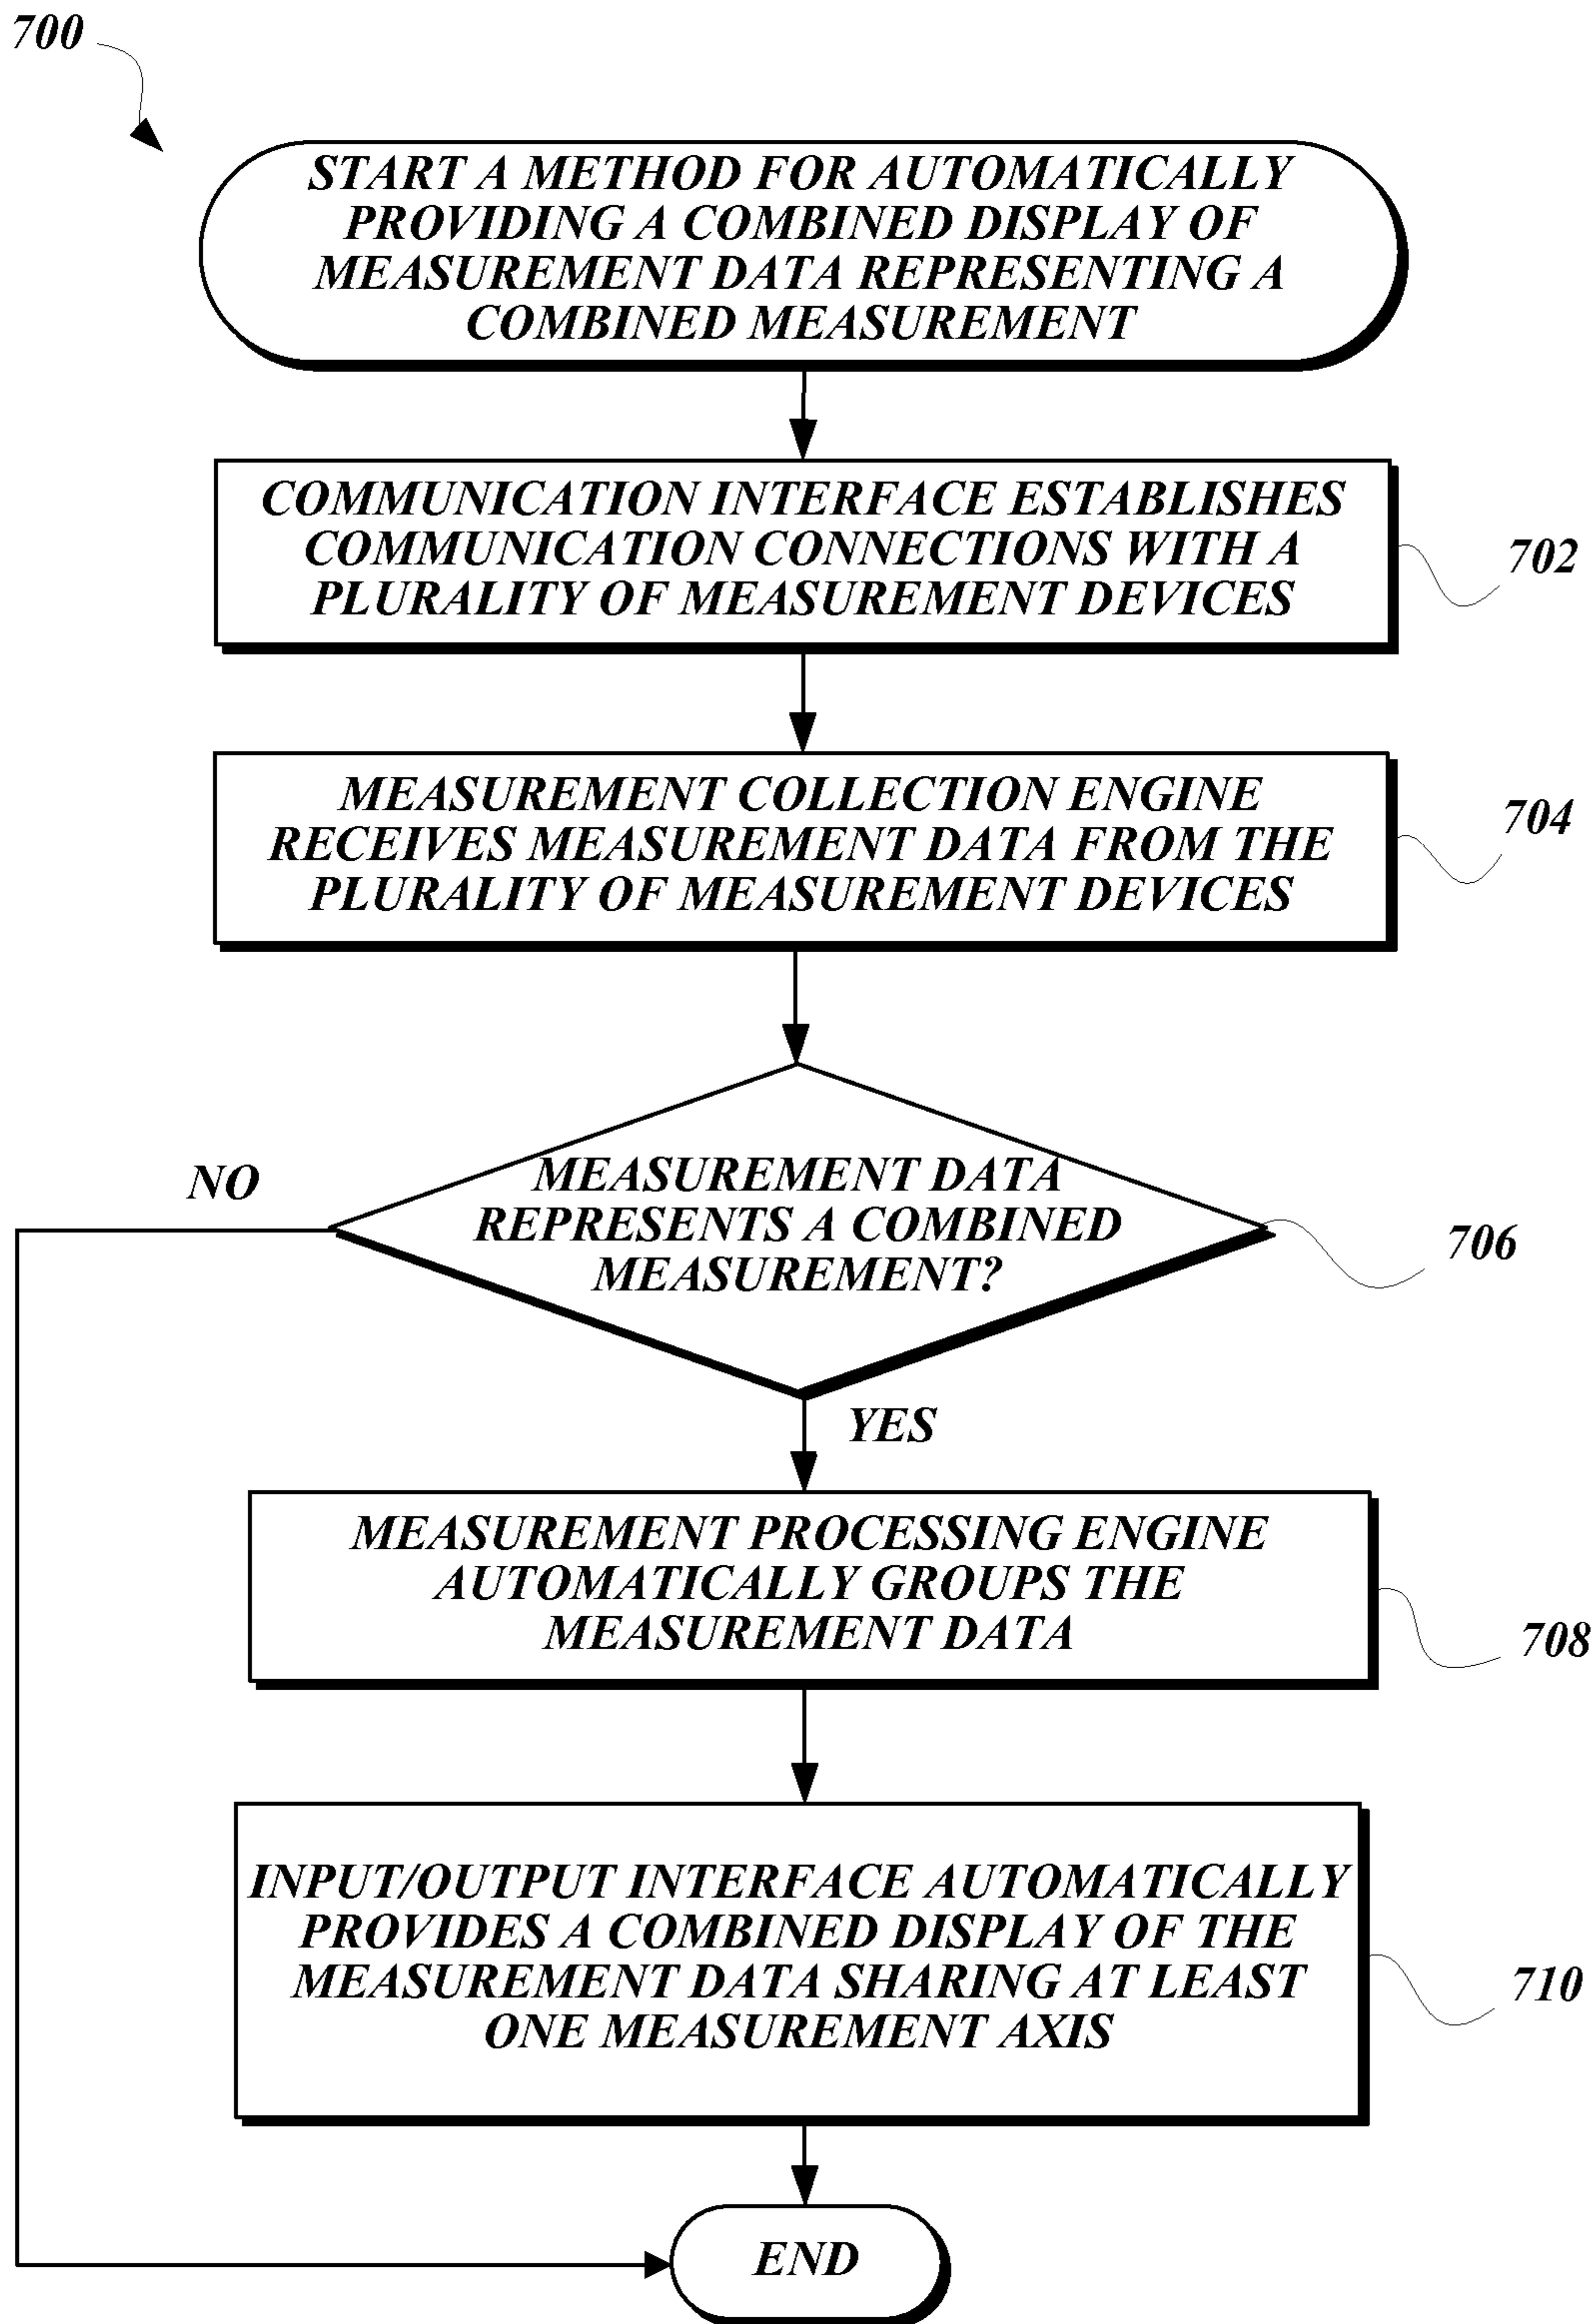 700
START A METHOD FOR AUTOMATICALLY
PROVIDING A COMBINED DISPLAY OF
MEASUREMENT DATA REPRESENTING A
COMBINED MEASUREMENT
COMMUNICATION INTERFACE ESTABLISHES
COMMUNICATION CONNECTIONS WITH A
PLURALITY OF MEASUREMENT DEVICES
702
MEASUREMENT COLLECTION ENGINE
RECEIVES MEASUREMENT DATA FROM THE
PLURALITY OF MEASUREMENT DEVICES
704
NO
MEASUREMENT DATA
REPRESENTS A COMBINED
MEASUREMENT?
706
YES
MEASUREMENT PROCESSING ENGINE
AUTOMATICALLY GROUPS THE
MEASUREMENT DATA
708
INPUT/OUTPUT INTERFACE AUTOMATICALLY
PROVIDES A COMBINED DISPLAY OF THE
MEASUREMENT DATA SHARING AT LEAST
ONE MEASUREMENT AXIS
710
END